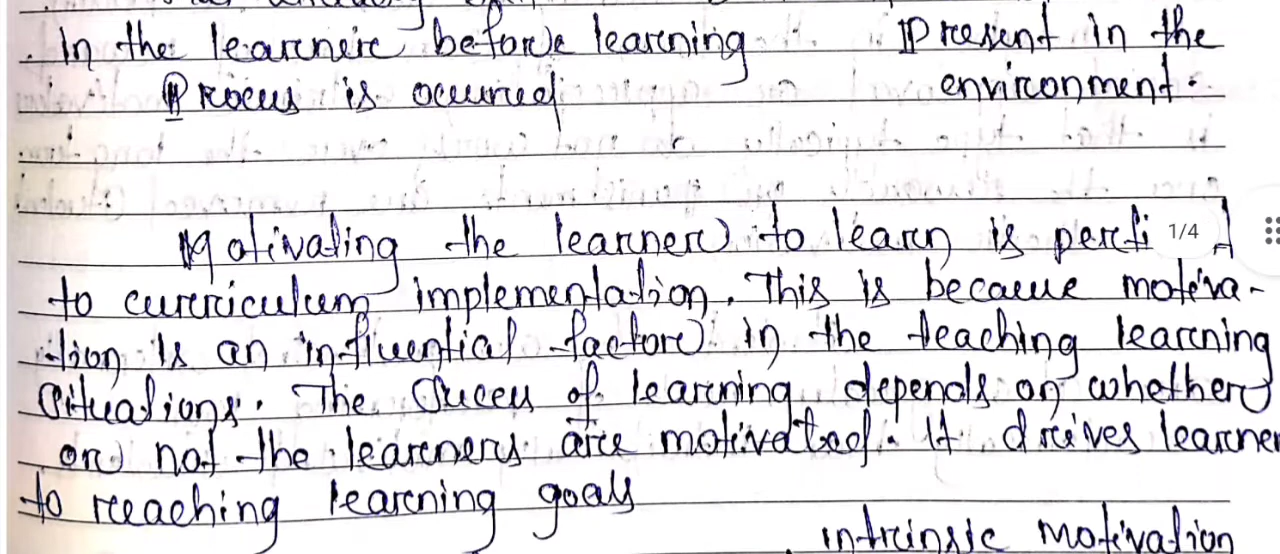 In the learner before learning Present in the
Process is occurred environment.
Motivating the learner to learn is
1/4
to curriculum implementation. This is because motiva-
tion is an influential factor in the teaching learning
situations. The success of learning depends on whether
or not the learners are motivated. It drives learner
to reaching learning goals
intrinsic motivation